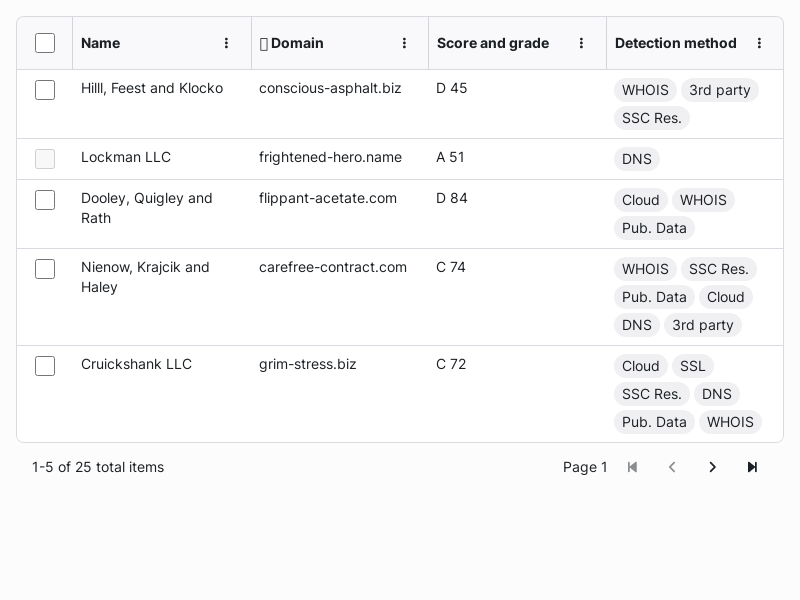 Name Domain Score and grade Detection method
Hilll, Feest and Klocko conscious-asphalt.biz D 45 WHOIS 3rd party
SSC Res.
Lockman LLC frightened-hero.name A 51 DNS
Dooley, Quigley and flippant-acetate.com D 84 Cloud WHOIS
Rath Pub. Data
Nienow, Krajcik and carefree-contract.com C 74 WHOIS SSC Res.
Haley Pub. Data Cloud
DNS 3rd party
Cruickshank LLC grim-stress.biz C 72 Cloud SSL
SSC Res. DNS
Pub. Data WHOIS
1-5 of 25 total items Page 1